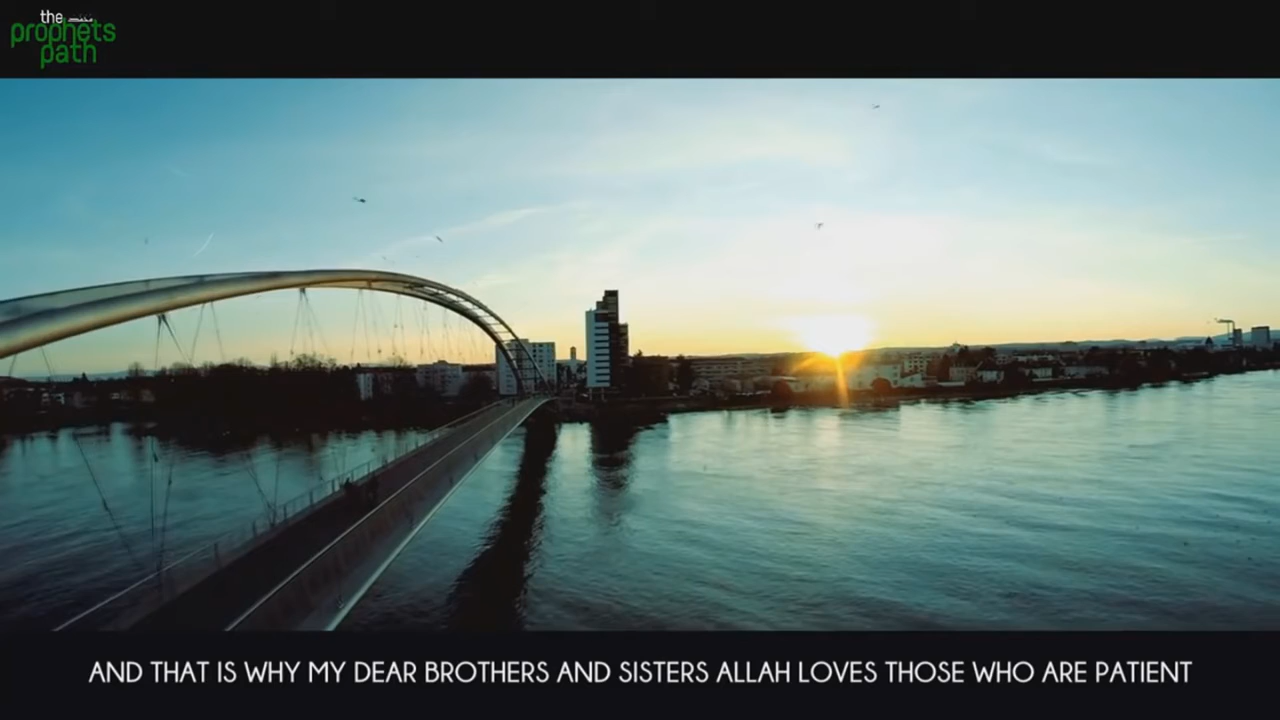 the
prophets
path
AND THAT IS WHY MY DEAR BROTHERS AND SISTERS ALLAH LOVES THOSE WHO ARE PATIENT